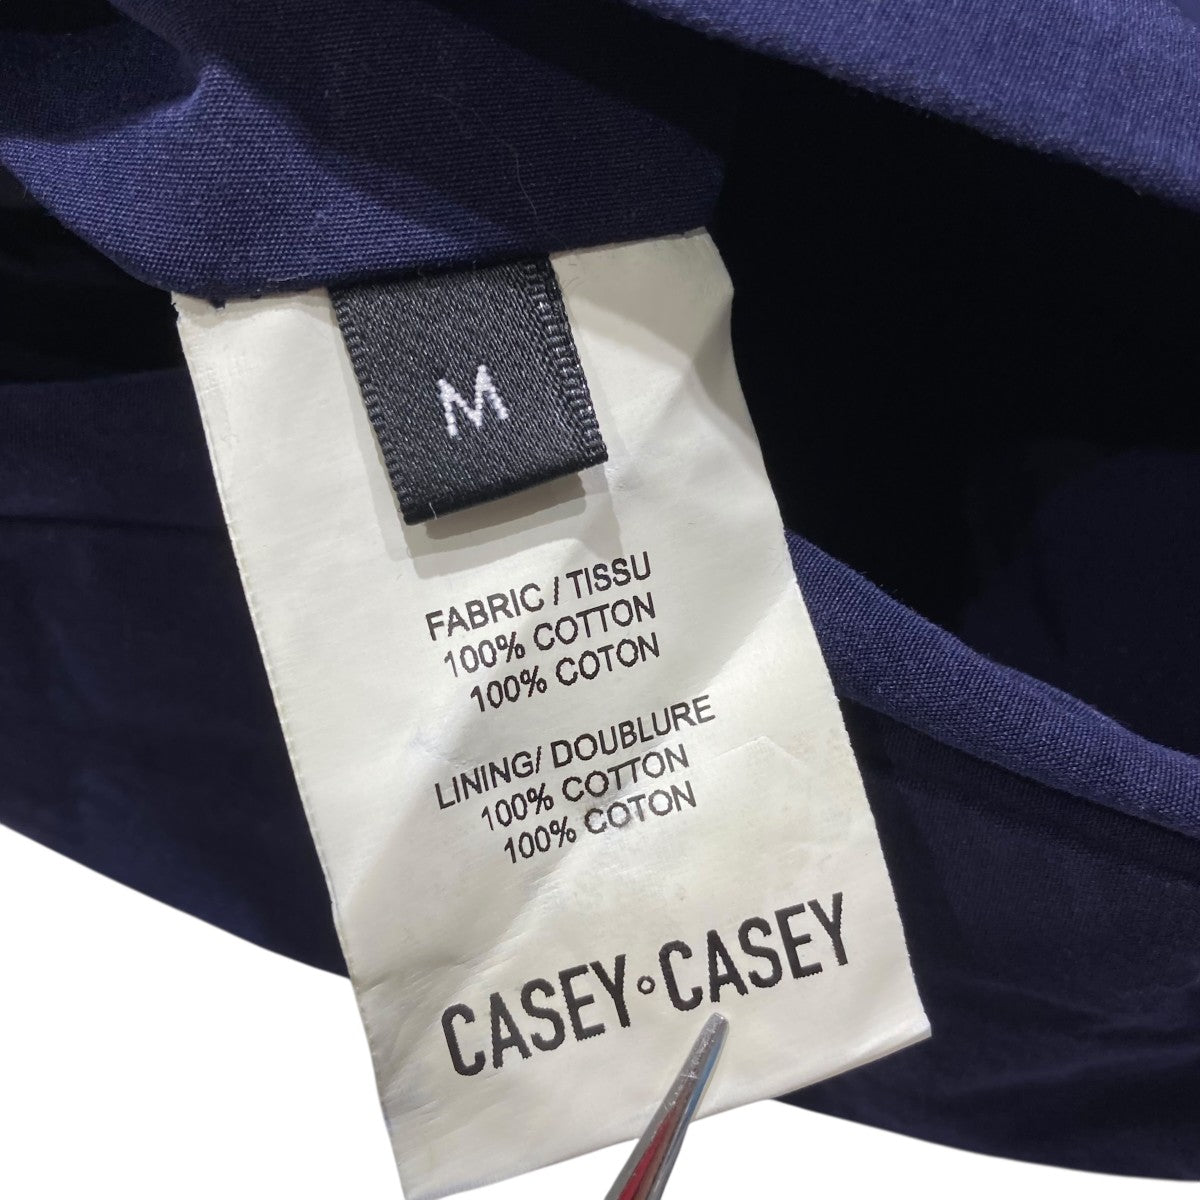 M
FABRIC / TISSU
100% COTTON
100% COTON
LINING/ DOUBLURE
100% COTTON
100% COTON
CASEY°CASEY